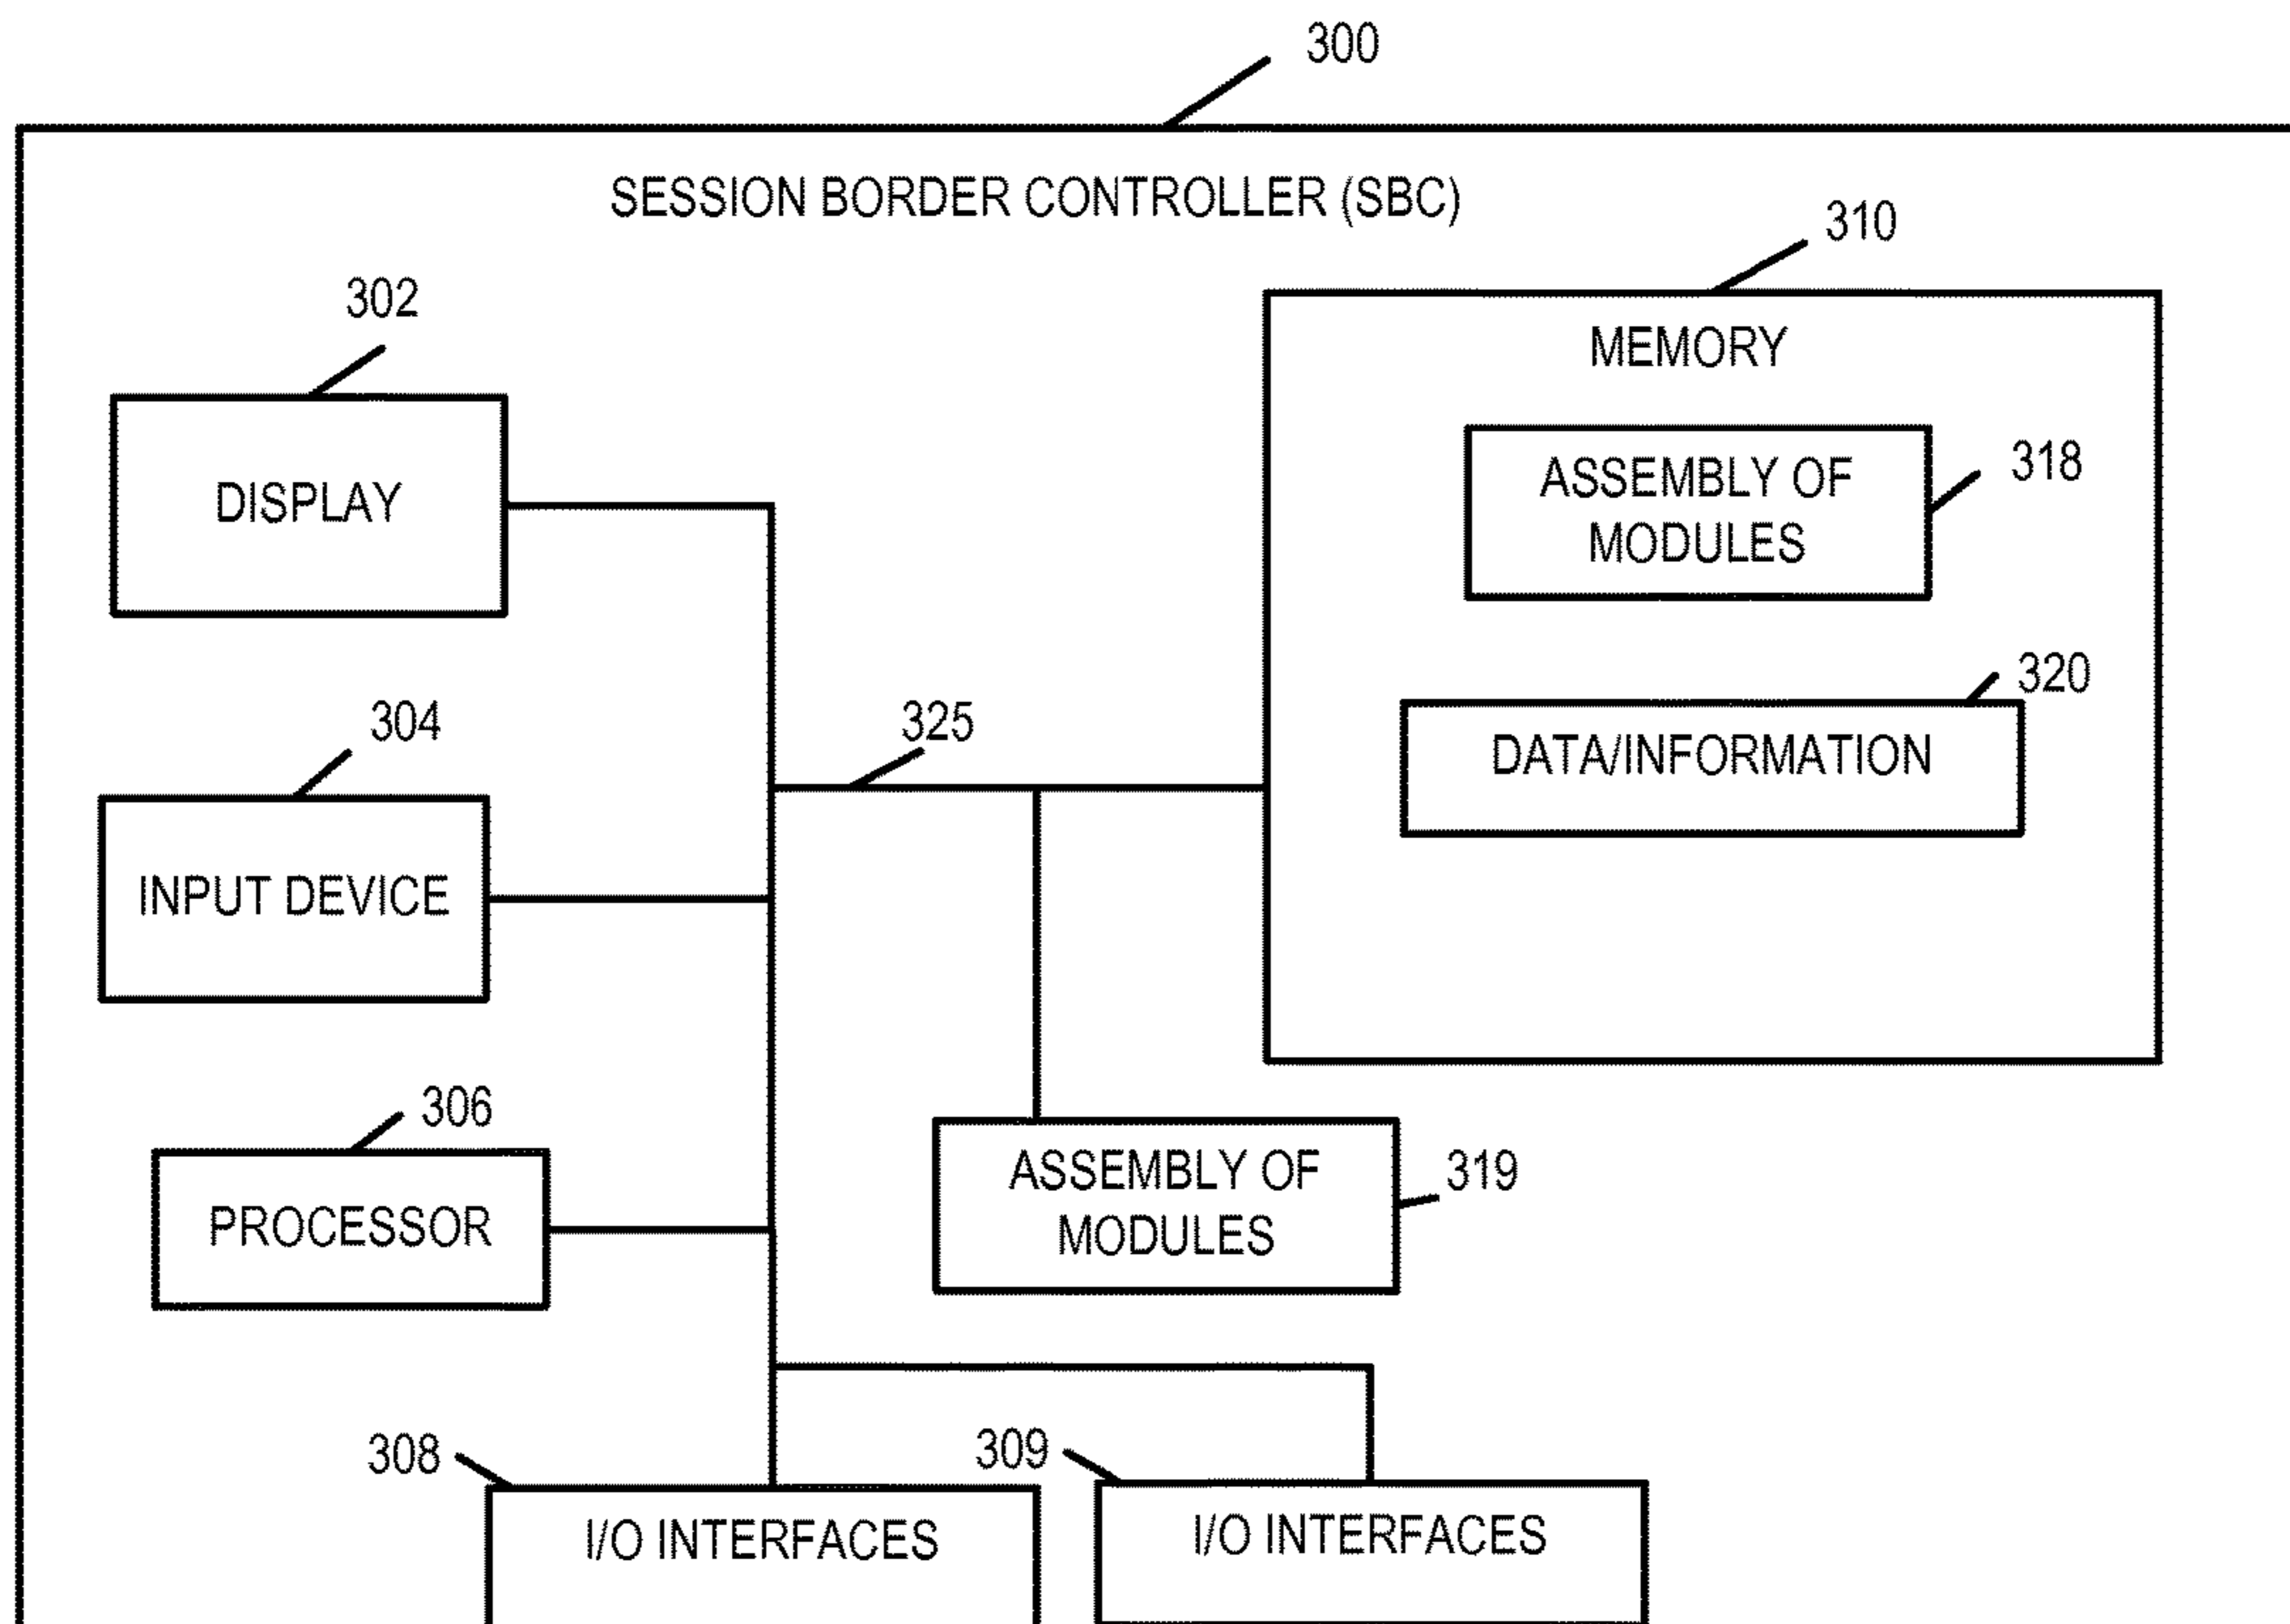 300
SESSION BORDER CONTROLLER (SBC)
310
302
MEMORY
DISPLAY
ASSEMBLY OF
MODULES
318
320
304
325
DATA/INFORMATION
INPUT DEVICE
306
PROCESSOR
ASSEMBLY OF
MODULES
319
308
309
I/O INTERFACES
I/O INTERFACES